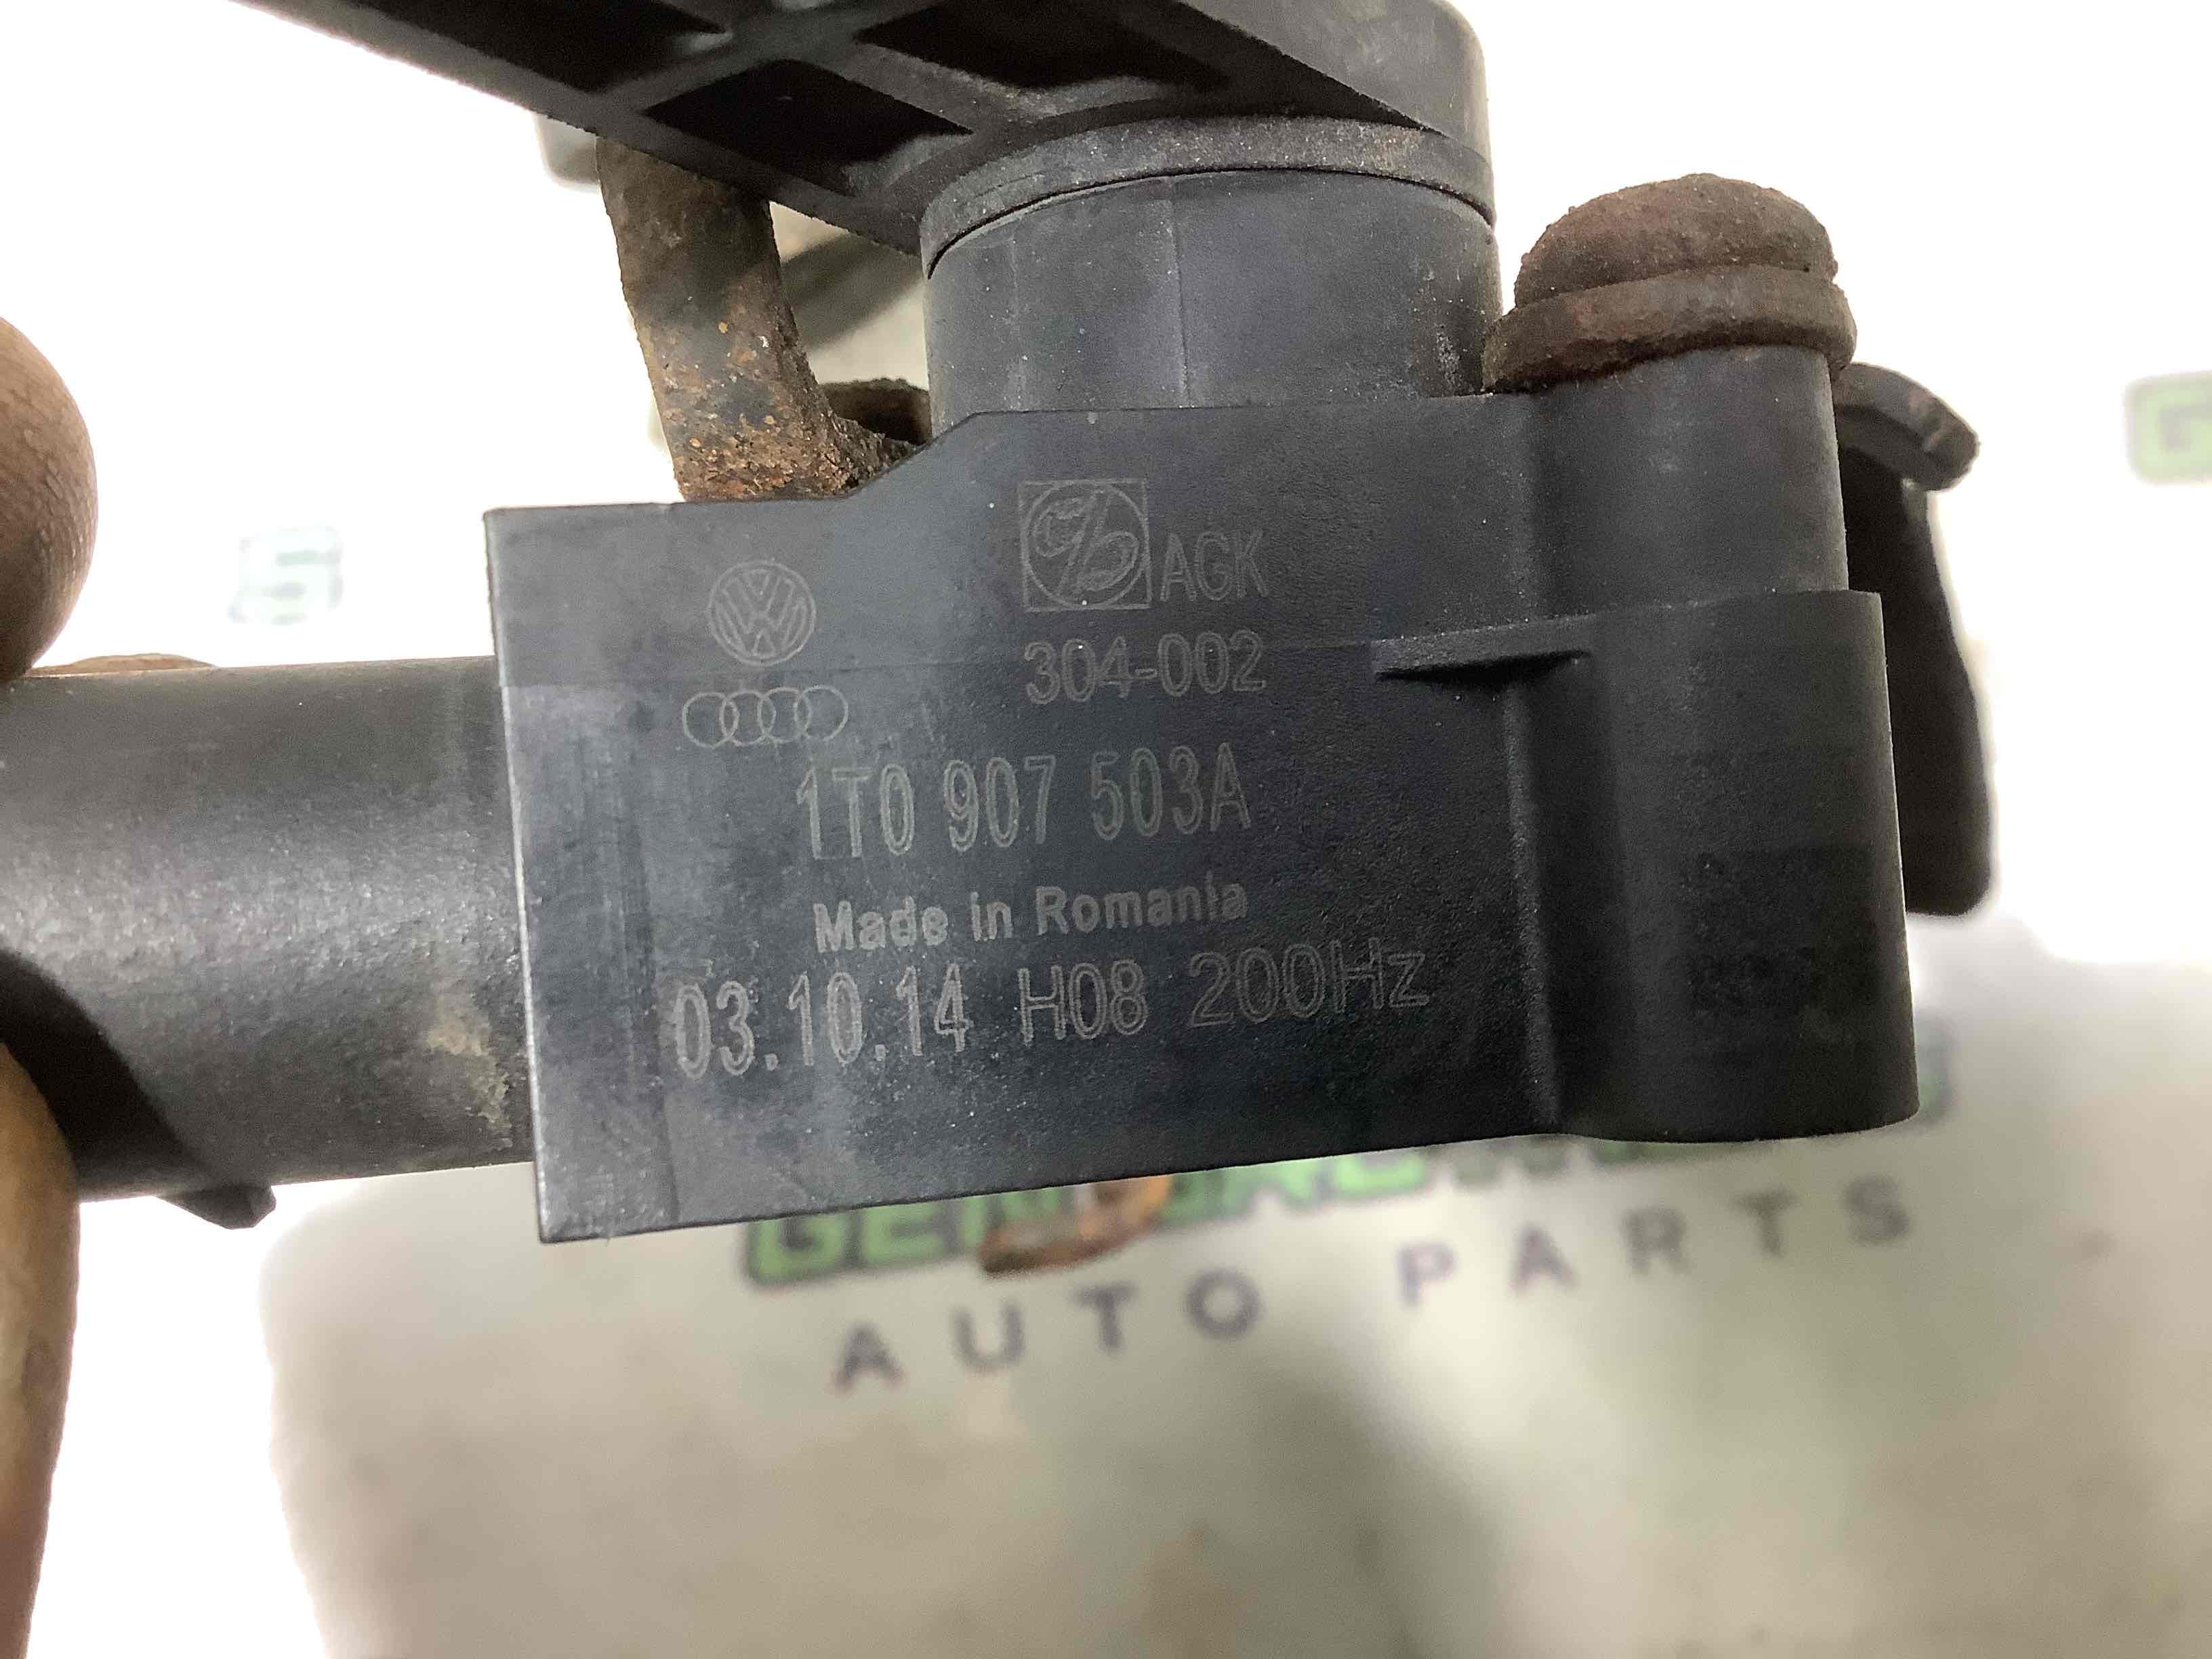 AGK
304-002
1T0 907 503A
Made in Romania
03.10.14 H08 200Hz
AUTO PARTS